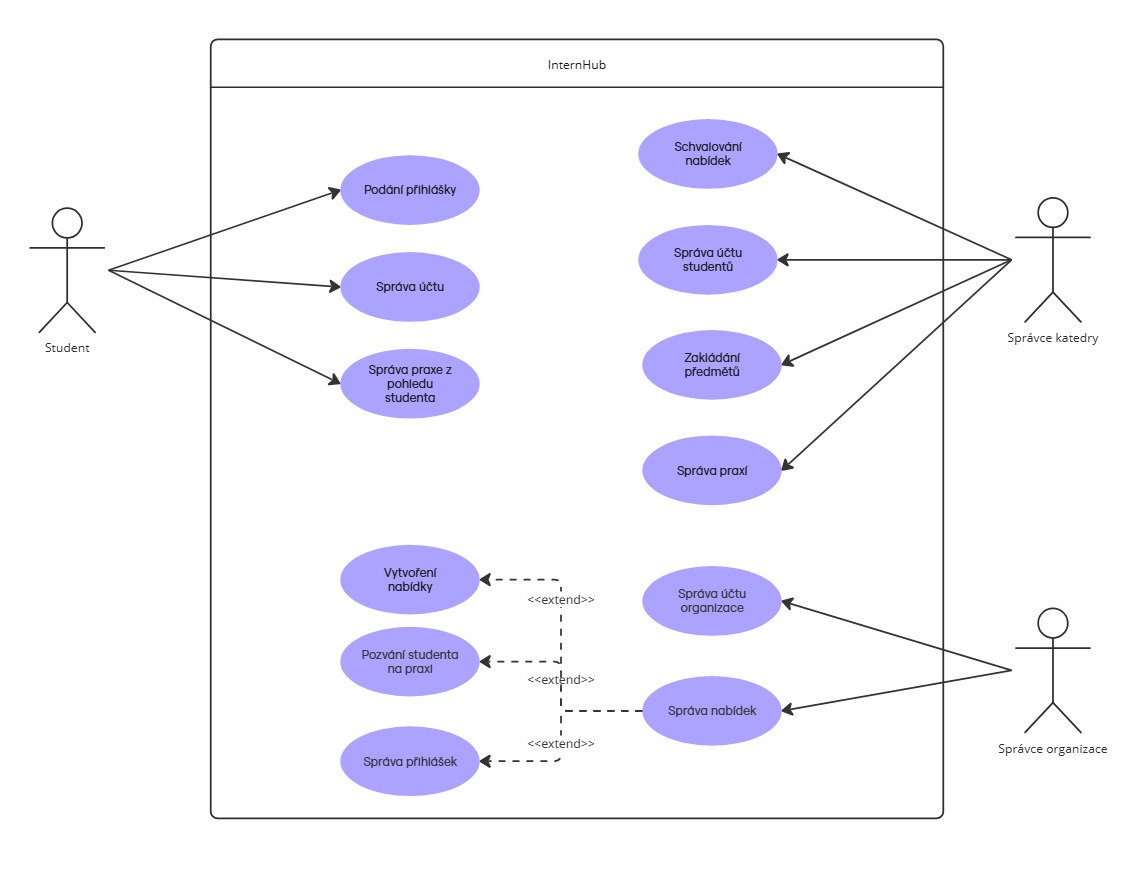 InternHub
Podání přihlášky
Správa účtu
Správa praxe z
pohledu
studenta
Student
Schvalování
nabídek
Správa účtu
studentů
Zakládání
předmětů
Správa praxí
Správce katedry
Vytvoření
nabídky
<<extend>>
Pozvání studenta
na praxi
<<extend>>
Správa přihlášek
<<extend>>
Správa účtu
organizace
Správa nabídek
Správce organizace